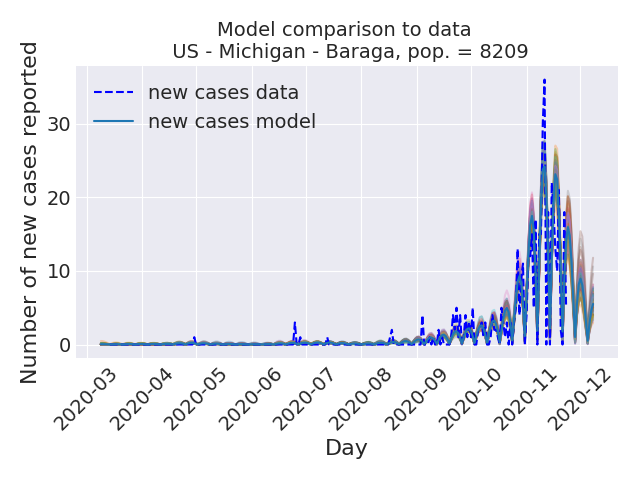 Model comparison to data
US - Michigan - Baraga, pop. = 8209
Number of new cases reported
new cases data
new cases model
30
20
10
0
2020-03
2020-04
2020-05
2020-06
2020-07
2020-08
2020-09
2020-10
2020-11
2020-12
Day